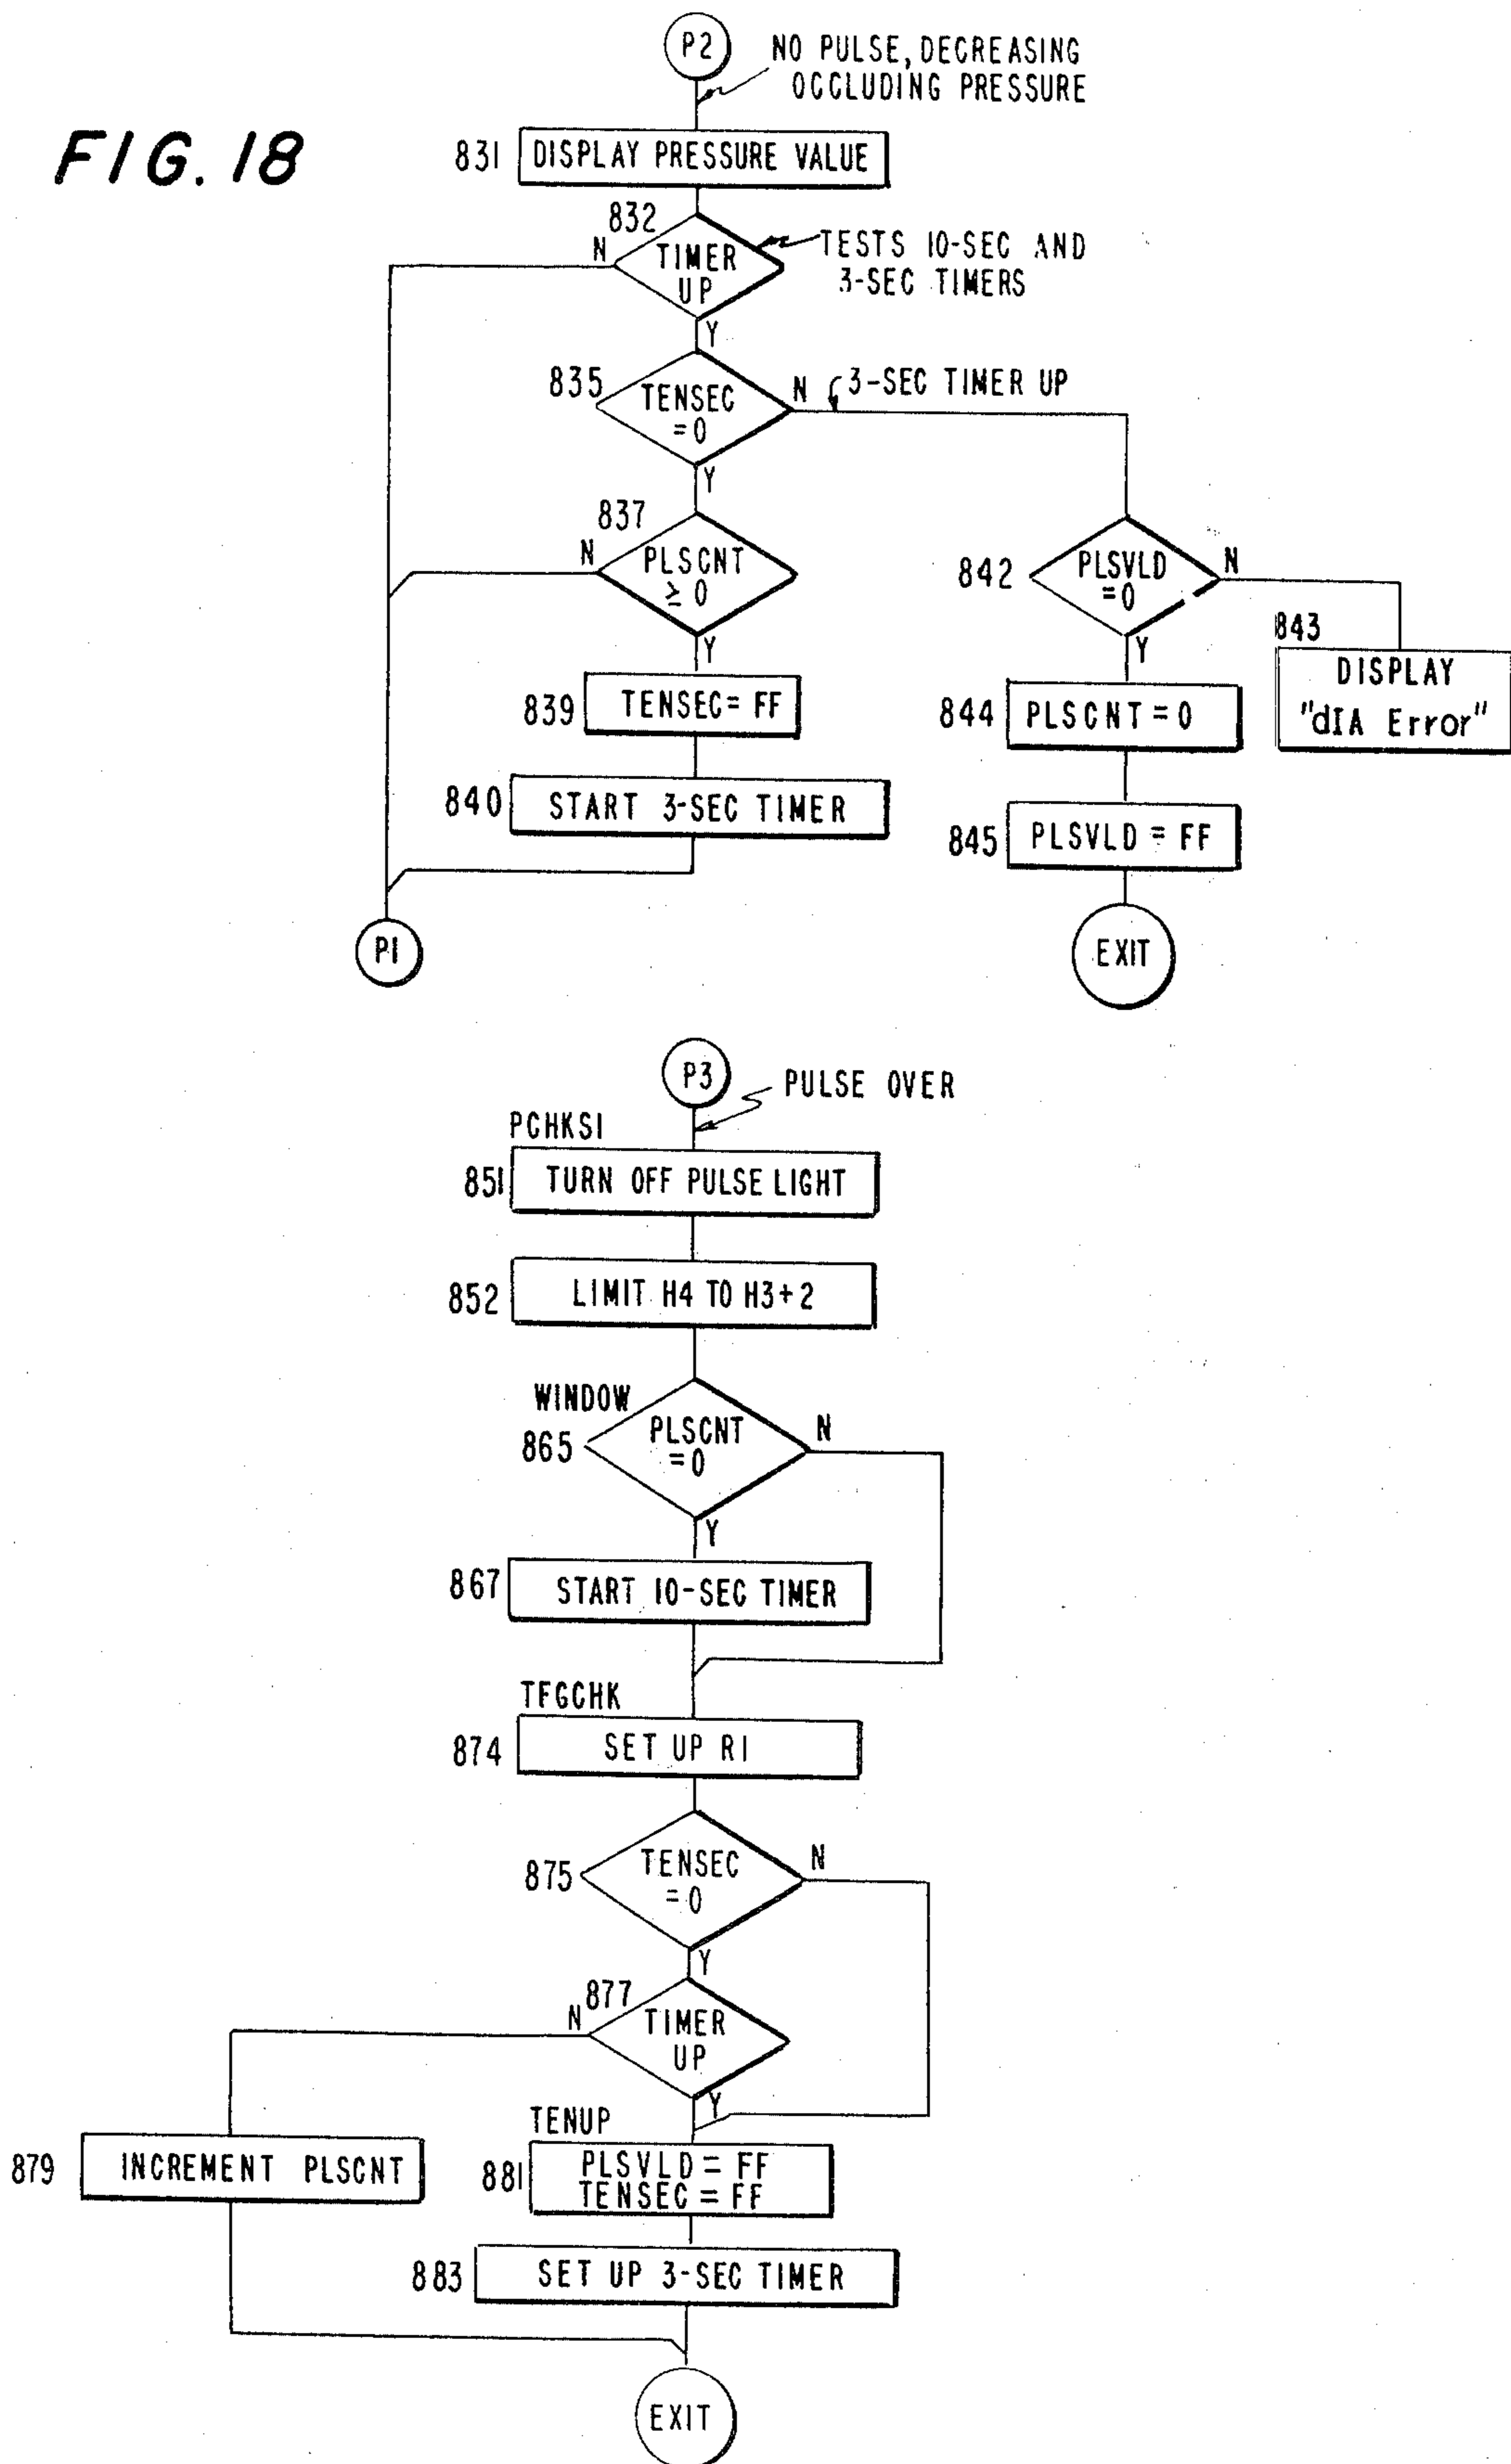 FIG. 18
P2
NO PULSE, DECREASING
OCCLUDING PRESSURE
831
DISPLAY PRESSURE VALUE
832
N
TIMER
UP
TESTS 10-SEC AND
3-SEC TIMERS
Y
835
TENSEC
=0
N
3-SEC TIMER UP
Y
837
N
PLSCNT
≥ 0
842
PLSVLD
=0
N
Y
Y
843
DISPLAY
"dIA Error"
839
TENSEC= FF
844
PLSCNT = 0
840
START 3-SEC TIMER
845
PLSVLD = FF
P1
EXIT
P3
PULSE OVER
PCHKSI
851
TURN OFF PULSE LIGHT
852
LIMIT H4 TO H3+2
WINDOW
865
PLSCNT
=0
N
Y
867
START 10-SEC TIMER
TFGCHK
874
SET UP RI
875
TENSEC
=0
N
Y
877
N
TIMER
UP
Y
TENUP
879
INCREMENT PLSCNT
881
PLSVLD = FF
TENSEC = FF
883
SET UP 3-SEC TIMER
EXIT